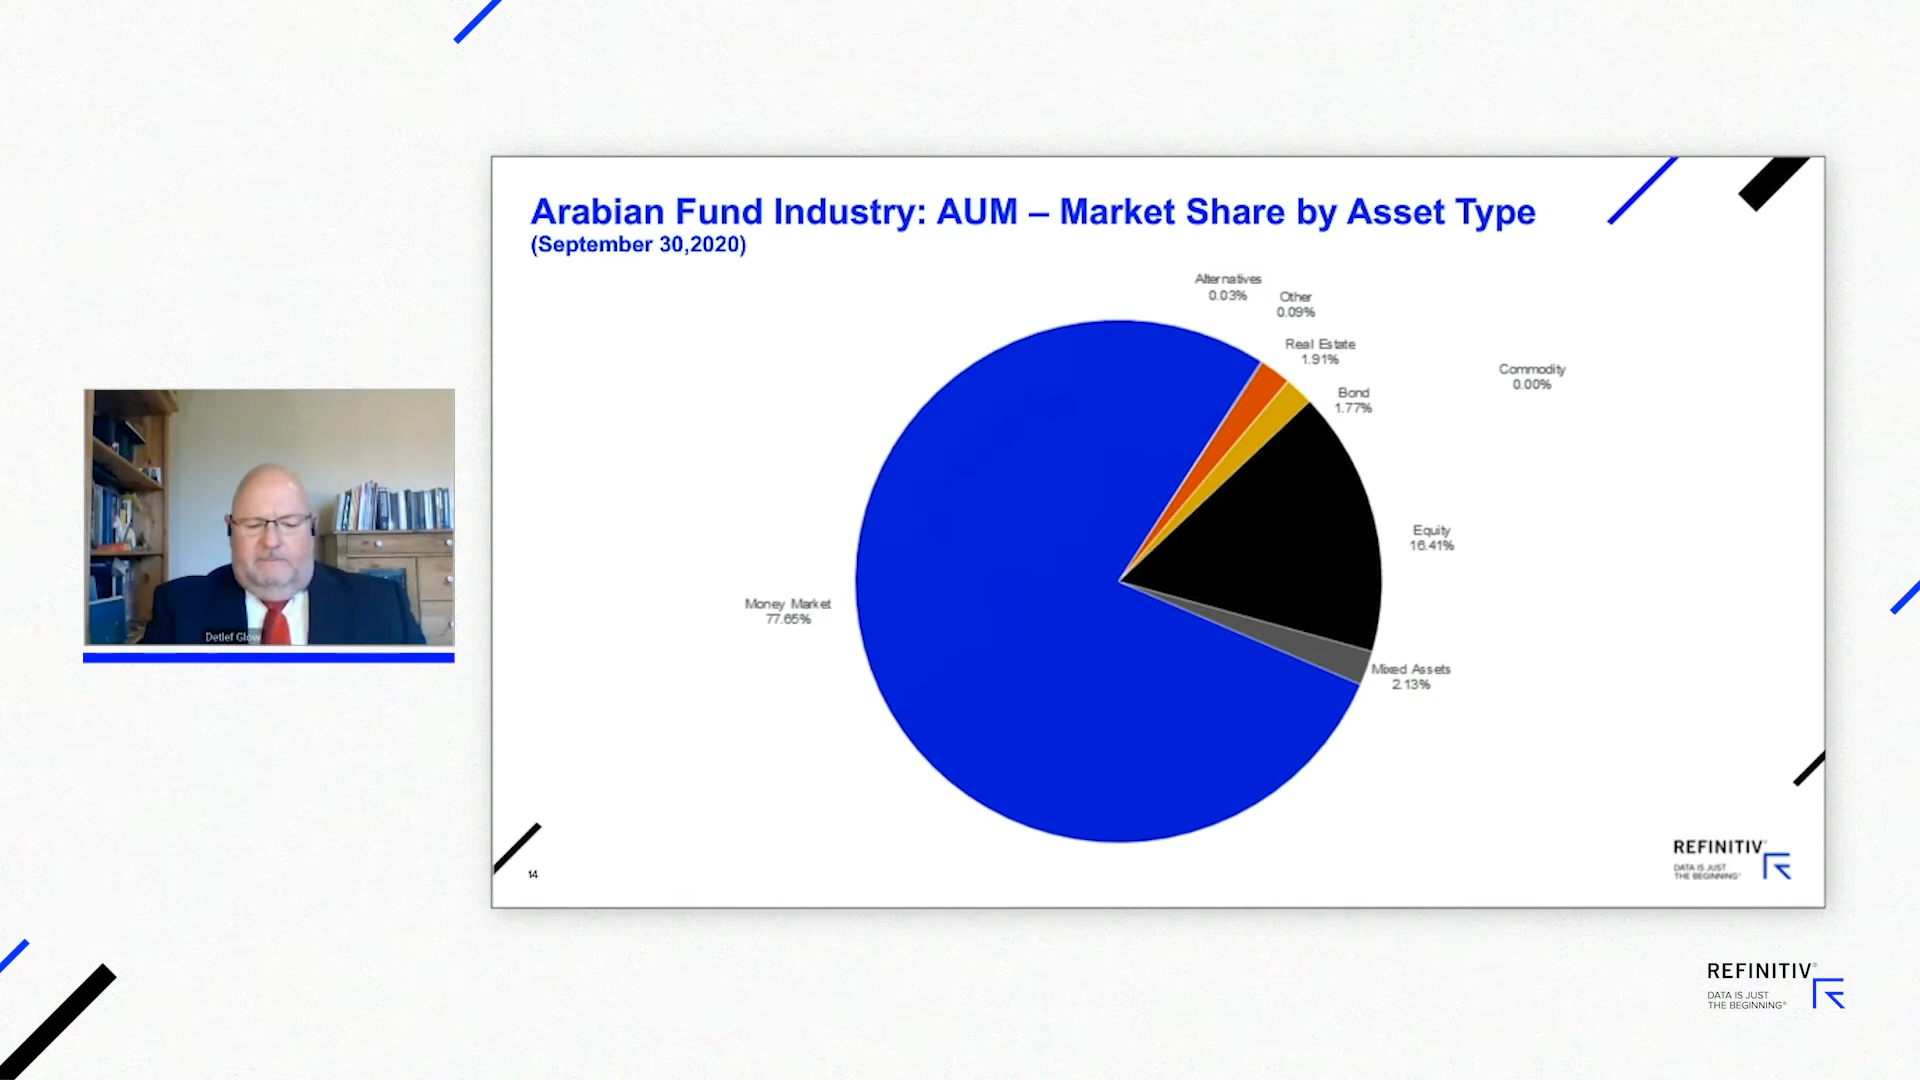 Arabian Fund Industry: AUM – Market Share by Asset Type
(September 30,2020)
Alternatives
0.03%
Other
0.09%
Real Estate
1.91%
Commodity
0.00%
Bond
1.77%
Equity
16.41%
Money Market
77.65%
Mixed Assets
2.13%
Detlef Glow
14
REFINITIV
DATA IS JUST
THE BEGINNING®
REFINITIV®
DATA IS JUST
THE BEGINNING®